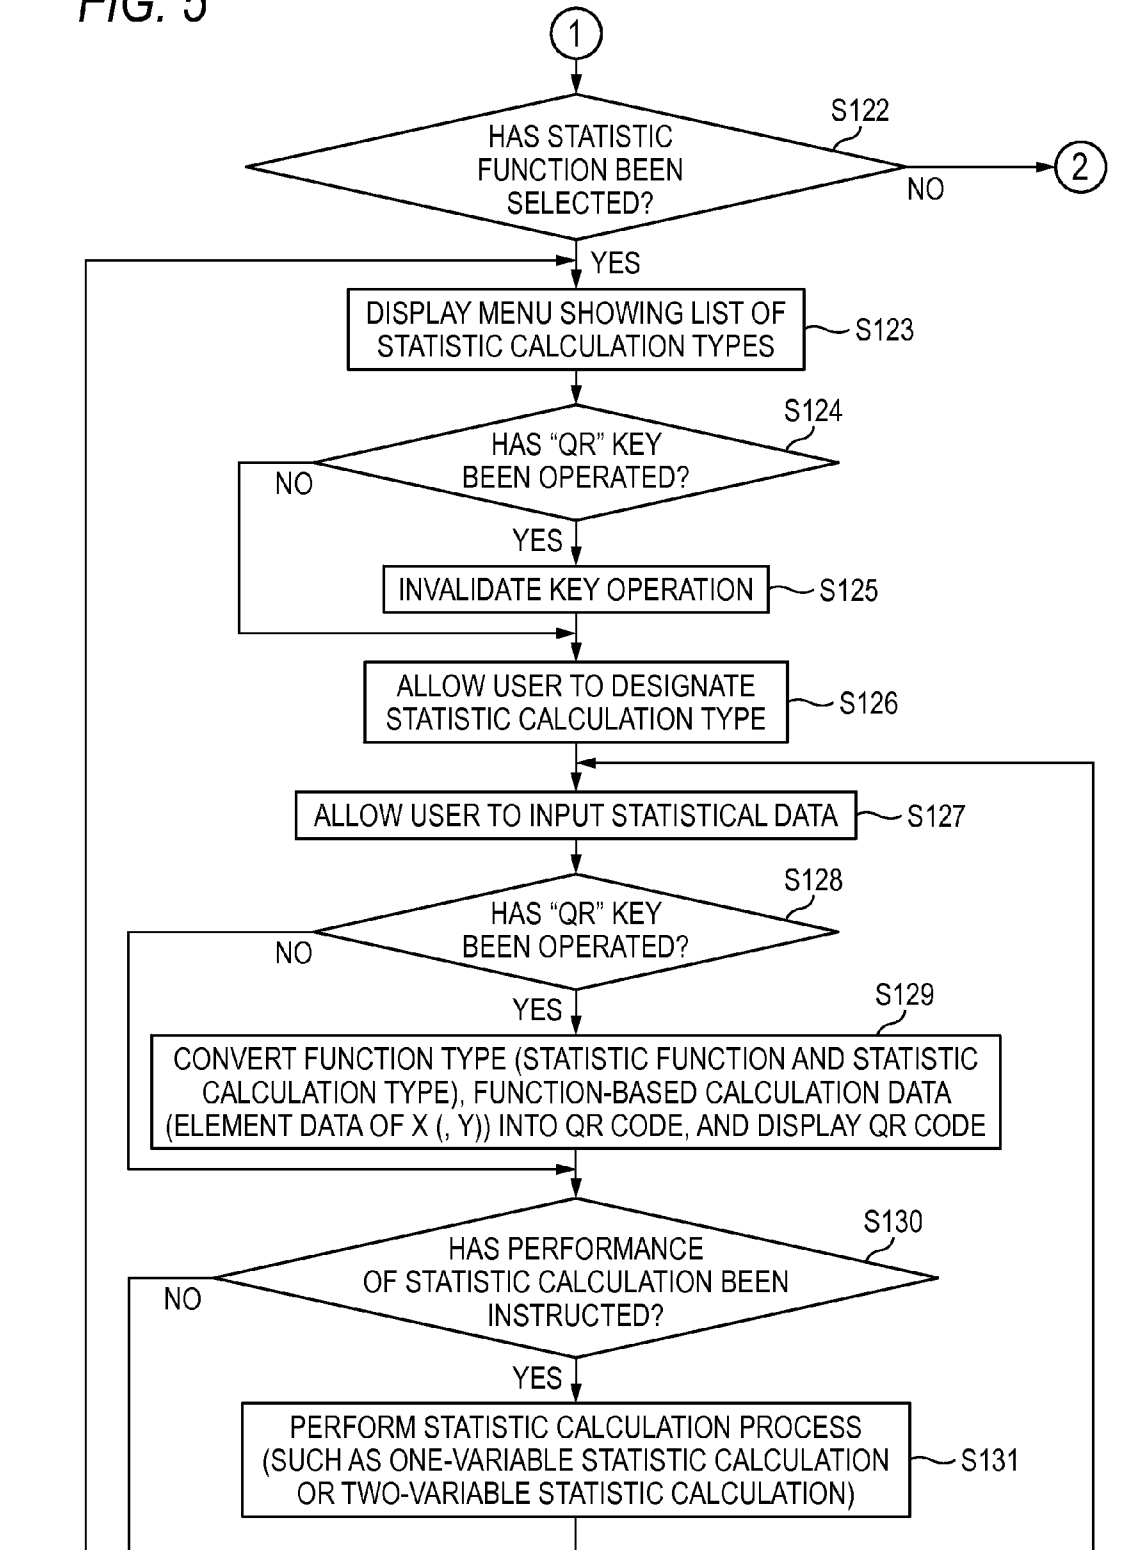 FIG. 5
1
S122
HAS STATISTIC
FUNCTION BEEN
SELECTED?
2
NO
YES
DISPLAY MENU SHOWING LIST OF
STATISTIC CALCULATION TYPES
S123
S124
HAS “QR” KEY
BEEN OPERATED?
NO
YES
INVALIDATE KEY OPERATION
S125
ALLOW USER TO DESIGNATE
STATISTIC CALCULATION TYPE
S126
ALLOW USER TO INPUT STATISTICAL DATA
S127
S128
HAS “QR” KEY
BEEN OPERATED?
NO
YES
S129
CONVERT FUNCTION TYPE (STATISTIC FUNCTION AND STATISTIC
CALCULATION TYPE), FUNCTION-BASED CALCULATION DATA
(ELEMENT DATA OF X (, Y)) INTO QR CODE, AND DISPLAY QR CODE
S130
HAS PERFORMANCE
OF STATISTIC CALCULATION BEEN
INSTRUCTED?
NO
YES
PERFORM STATISTIC CALCULATION PROCESS
(SUCH AS ONE-VARIABLE STATISTIC CALCULATION
OR TWO-VARIABLE STATISTIC CALCULATION)
S131